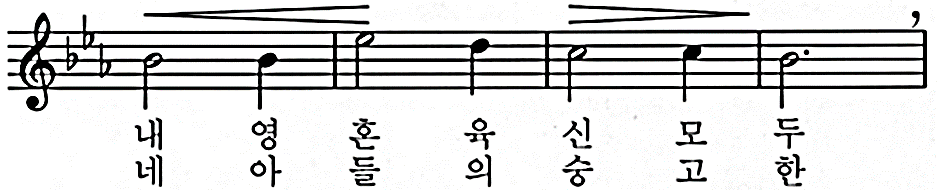 내 영 혼 육 신 모 두
네 아 들 의 숭 고 한